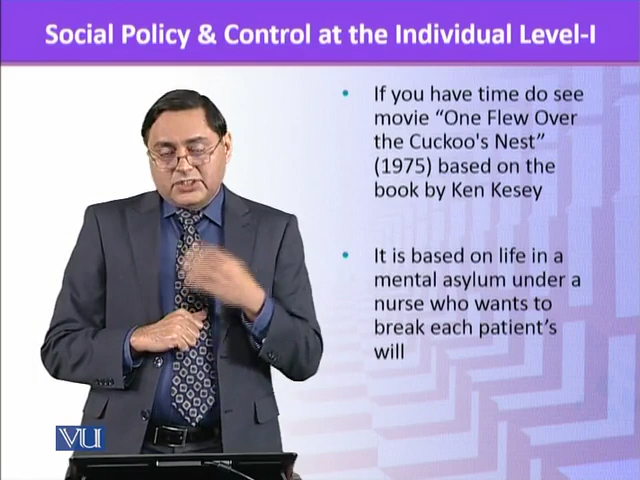 Social Policy & Control at the Individual Level-I
• If you have time do see
movie “One Flew Over
the Cuckoo's Nest”
(1975) based on the
book by Ken Kesey
• It is based on life in a
mental asylum under a
nurse who wants to
break each patient’s
will
VU